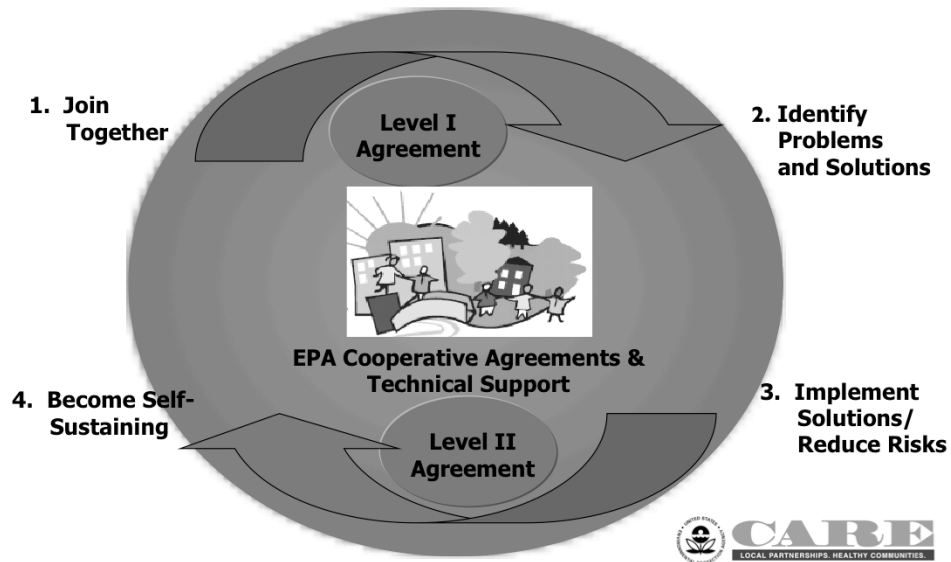 1. Join
Together
Level I
Agreement
2. Identify
Problems
and Solutions
EPA Cooperative Agreements &
Technical Support
4. Become Self-
Sustaining
Level II
Agreement
3. Implement
Solutions/
Reduce Risks
CARE
LOCAL PARTNERSHIPS. HEALTHY COMMUNITIES.